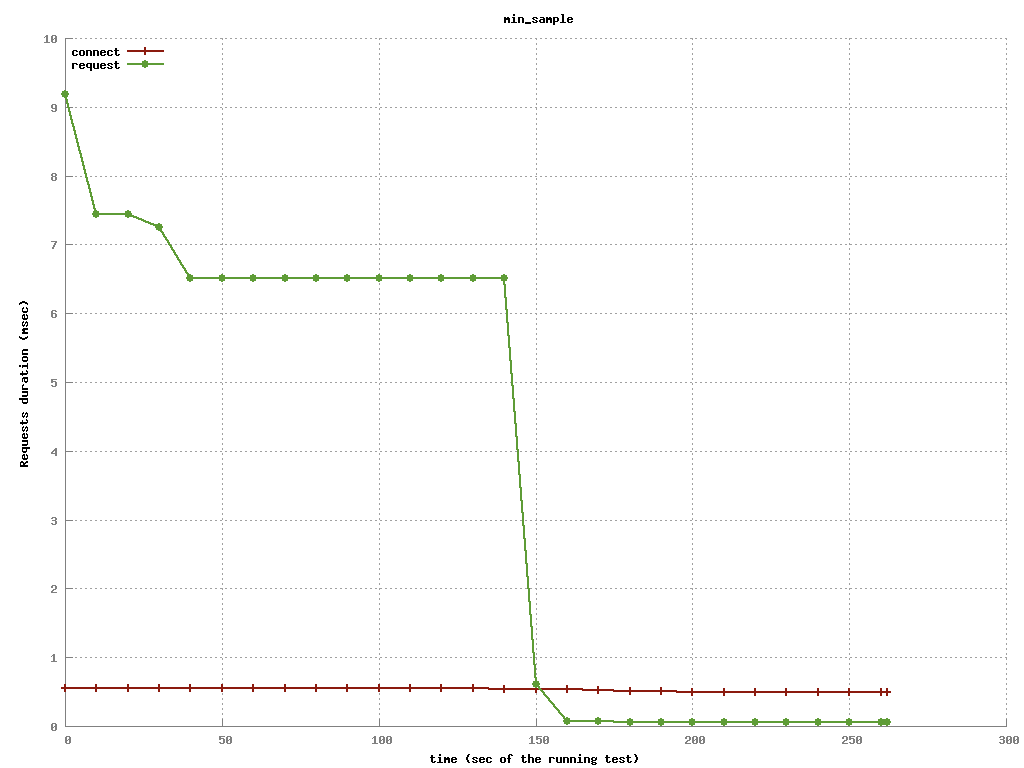 min_sample
connect
request
10
9
8
7
6
5
4
3
2
1
0
Requests duration (msec)
0 50 100 150 200 250 300
time (sec of the running test)